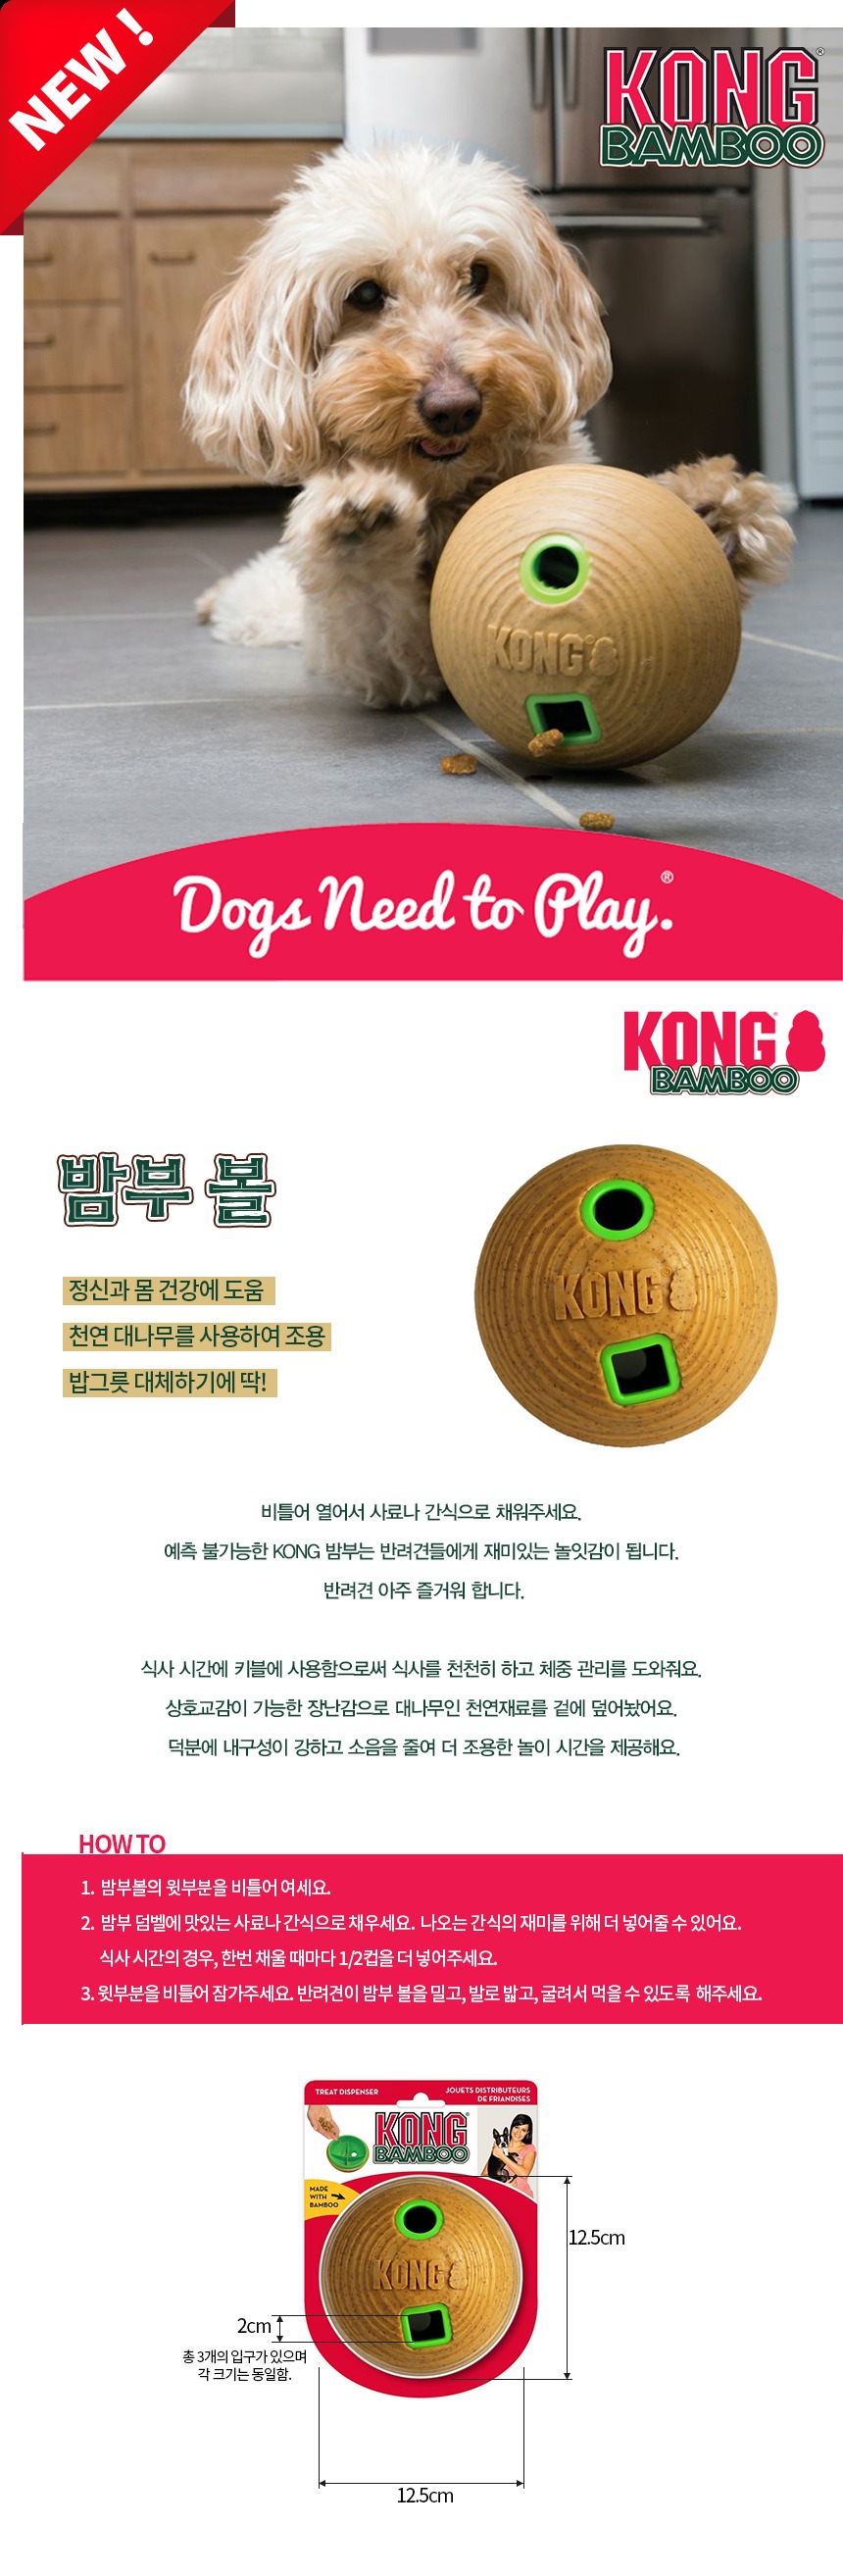 NEW !
KONG®
BAMBOO
KONG
Dogs Need to Play.®
KONG
BAMBOO
밤부 볼
정신과 몸 건강에 도움
천연 대나무를 사용하여 조용
밥그릇 대체하기에 딱!
KONG
비틀어 열어서 사료나 간식으로 채워주세요.
예측 불가능한 KONG 밤부는 반려견들에게 재미있는 놀잇감이 됩니다.
반려견 아주 즐거워 합니다.
식사 시간에 키블에 사용함으로써 식사를 천천히 하고 체중 관리를 도와줘요.
상호교감이 가능한 장난감으로 대나무인 천연재료를 겉에 덮어놨어요.
덕분에 내구성이 강하고 소음을 줄여 더 조용한 놀이 시간을 제공해요.
HOW TO
1. 밤부볼의 윗부분을 비틀어 여세요.
2. 밤부 덤벨에 맛있는 사료나 간식으로 채우세요. 나오는 간식의 재미를 위해 더 넣어줄 수 있어요.
식사 시간의 경우, 한번 채울 때마다 1/2컵을 더 넣어주세요.
3. 윗부분을 비틀어 잠가주세요. 반려견이 밤부 볼을 밀고, 발로 밟고, 굴려서 먹을 수 있도록 해주세요.
TREAT DISPENSER
JOUETS DISTRIBUTEURS
DE FRIANDISES
KONG
BAMBOO
MADE
WITH
BAMBOO
KONG
12.5cm
2cm
총 3개의 입구가 있으며
각 크기는 동일함.
12.5cm